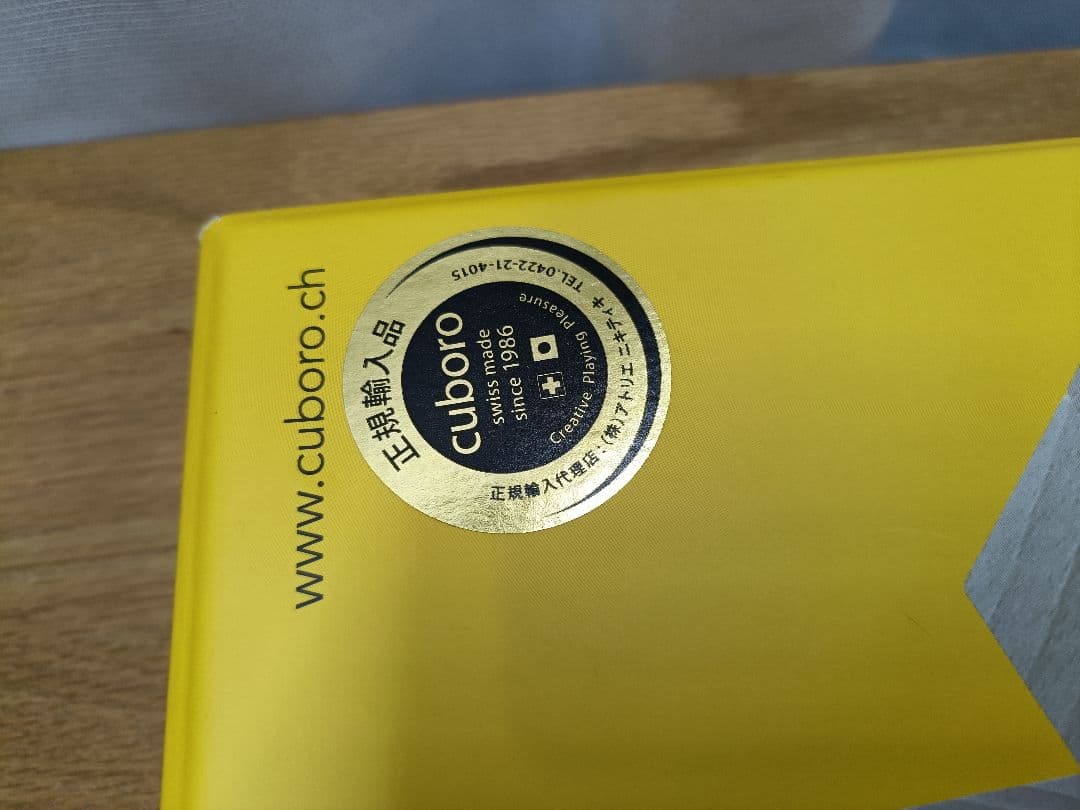 www.cuboro.ch
正規輸入品
cuboro
swiss made
since 1986
Creative Playing Pleasure
正規輸入代理店:(株)アトリエ ニキティキ TEL.0422-21-4015